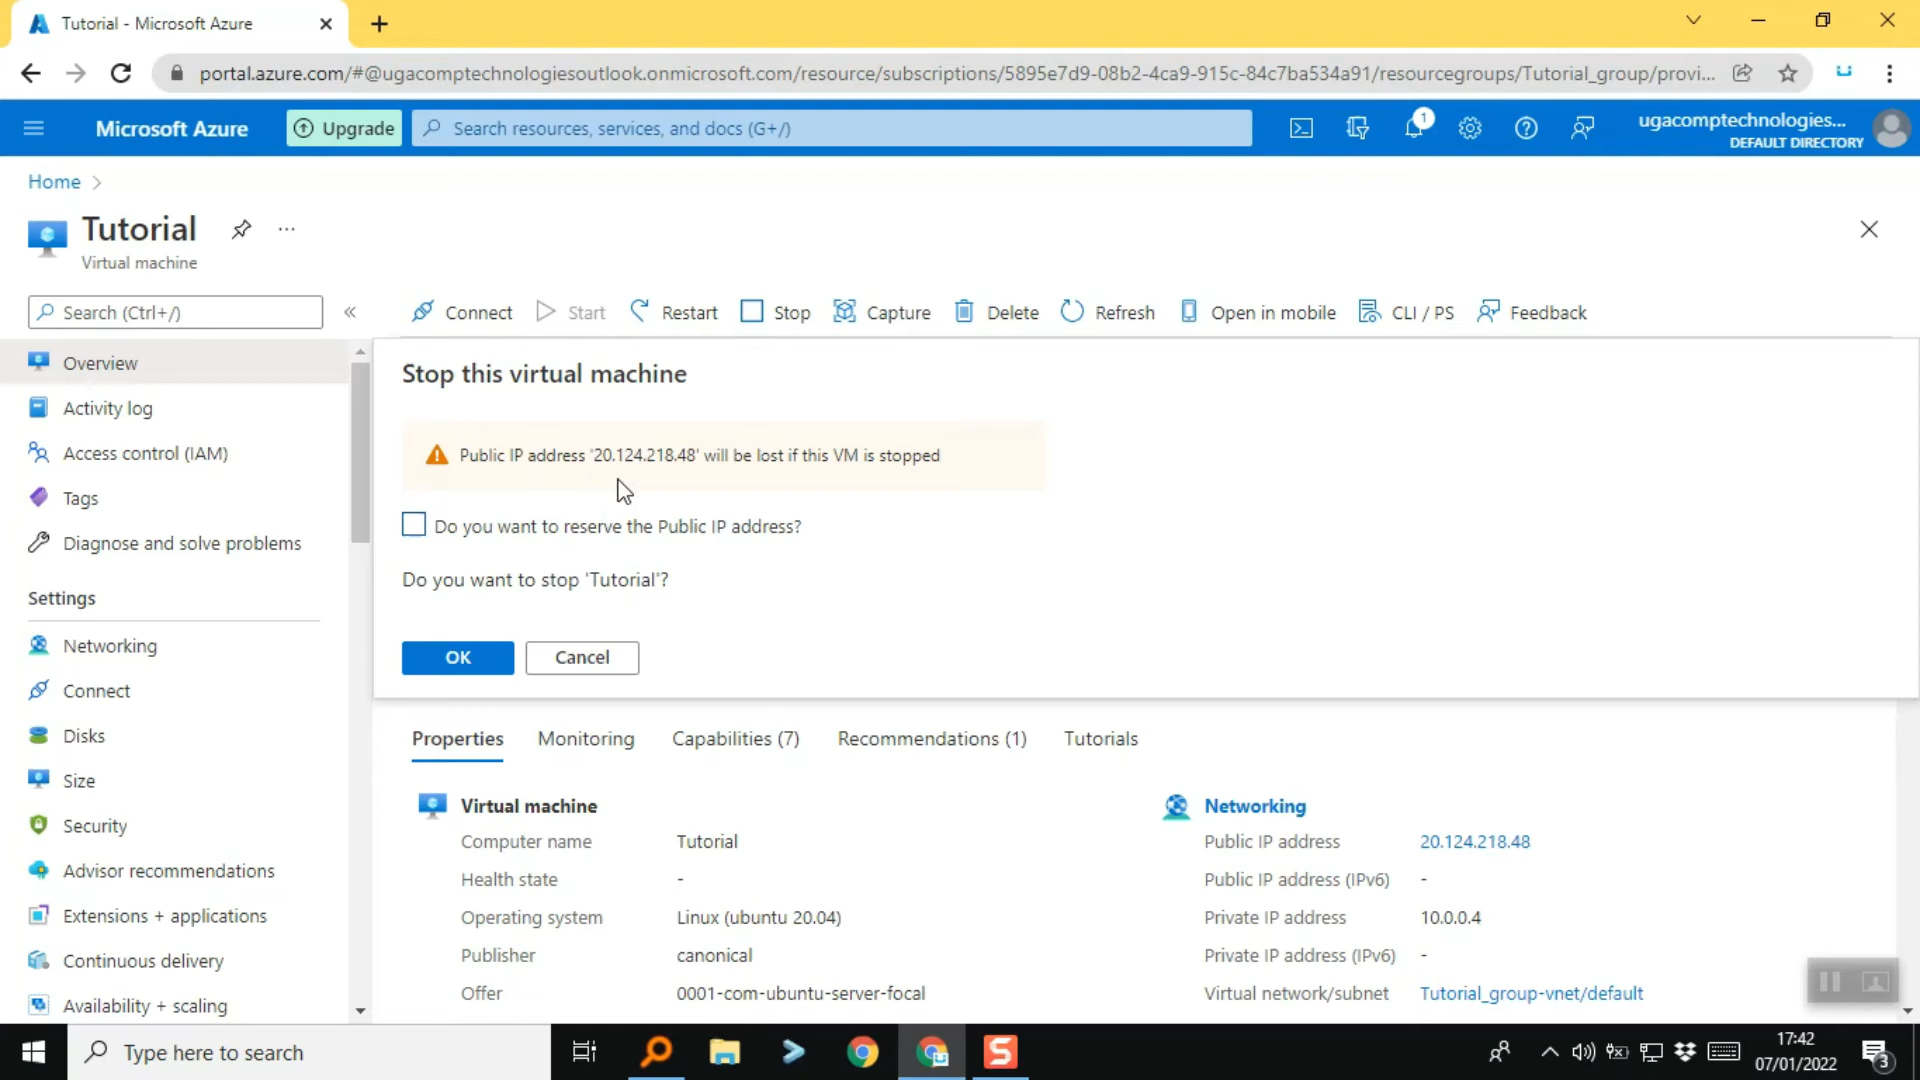 Tutorial - Microsoft Azure
portal.azure.com/#@ugacomptechnologiesoutlook.onmicrosoft.com/resource/subscriptions/5895e7d9-08b2-4ca9-915c-84c7ba534a91/resourcegroups/Tutorial_group/provi...
Microsoft Azure
Upgrade
Search resources, services, and docs (G+/)
1
ugacomptechnologies...
DEFAULT DIRECTORY
Home
Tutorial
...
Virtual machine
Search (Ctrl+/)
«
Connect
Start
Restart
Stop
Capture
Delete
Refresh
Open in mobile
CLI / PS
Feedback
Overview
Activity log
Access control (IAM)
Tags
Diagnose and solve problems
Settings
Networking
Connect
Disks
Size
Security
Advisor recommendations
Extensions + applications
Continuous delivery
Availability + scaling
Stop this virtual machine
Public IP address '20.124.218.48' will be lost if this VM is stopped
Do you want to reserve the Public IP address?
Do you want to stop 'Tutorial'?
OK
Cancel
Properties
Monitoring
Capabilities (7)
Recommendations (1)
Tutorials
Virtual machine
Computer name Tutorial
Health state -
Operating system Linux (ubuntu 20.04)
Publisher canonical
Offer 0001-com-ubuntu-server-focal
Networking
Public IP address 20.124.218.48
Public IP address (IPv6) -
Private IP address 10.0.0.4
Private IP address (IPv6) -
Virtual network/subnet Tutorial_group-vnet/default
Type here to search
S
17:42
07/01/2022
3